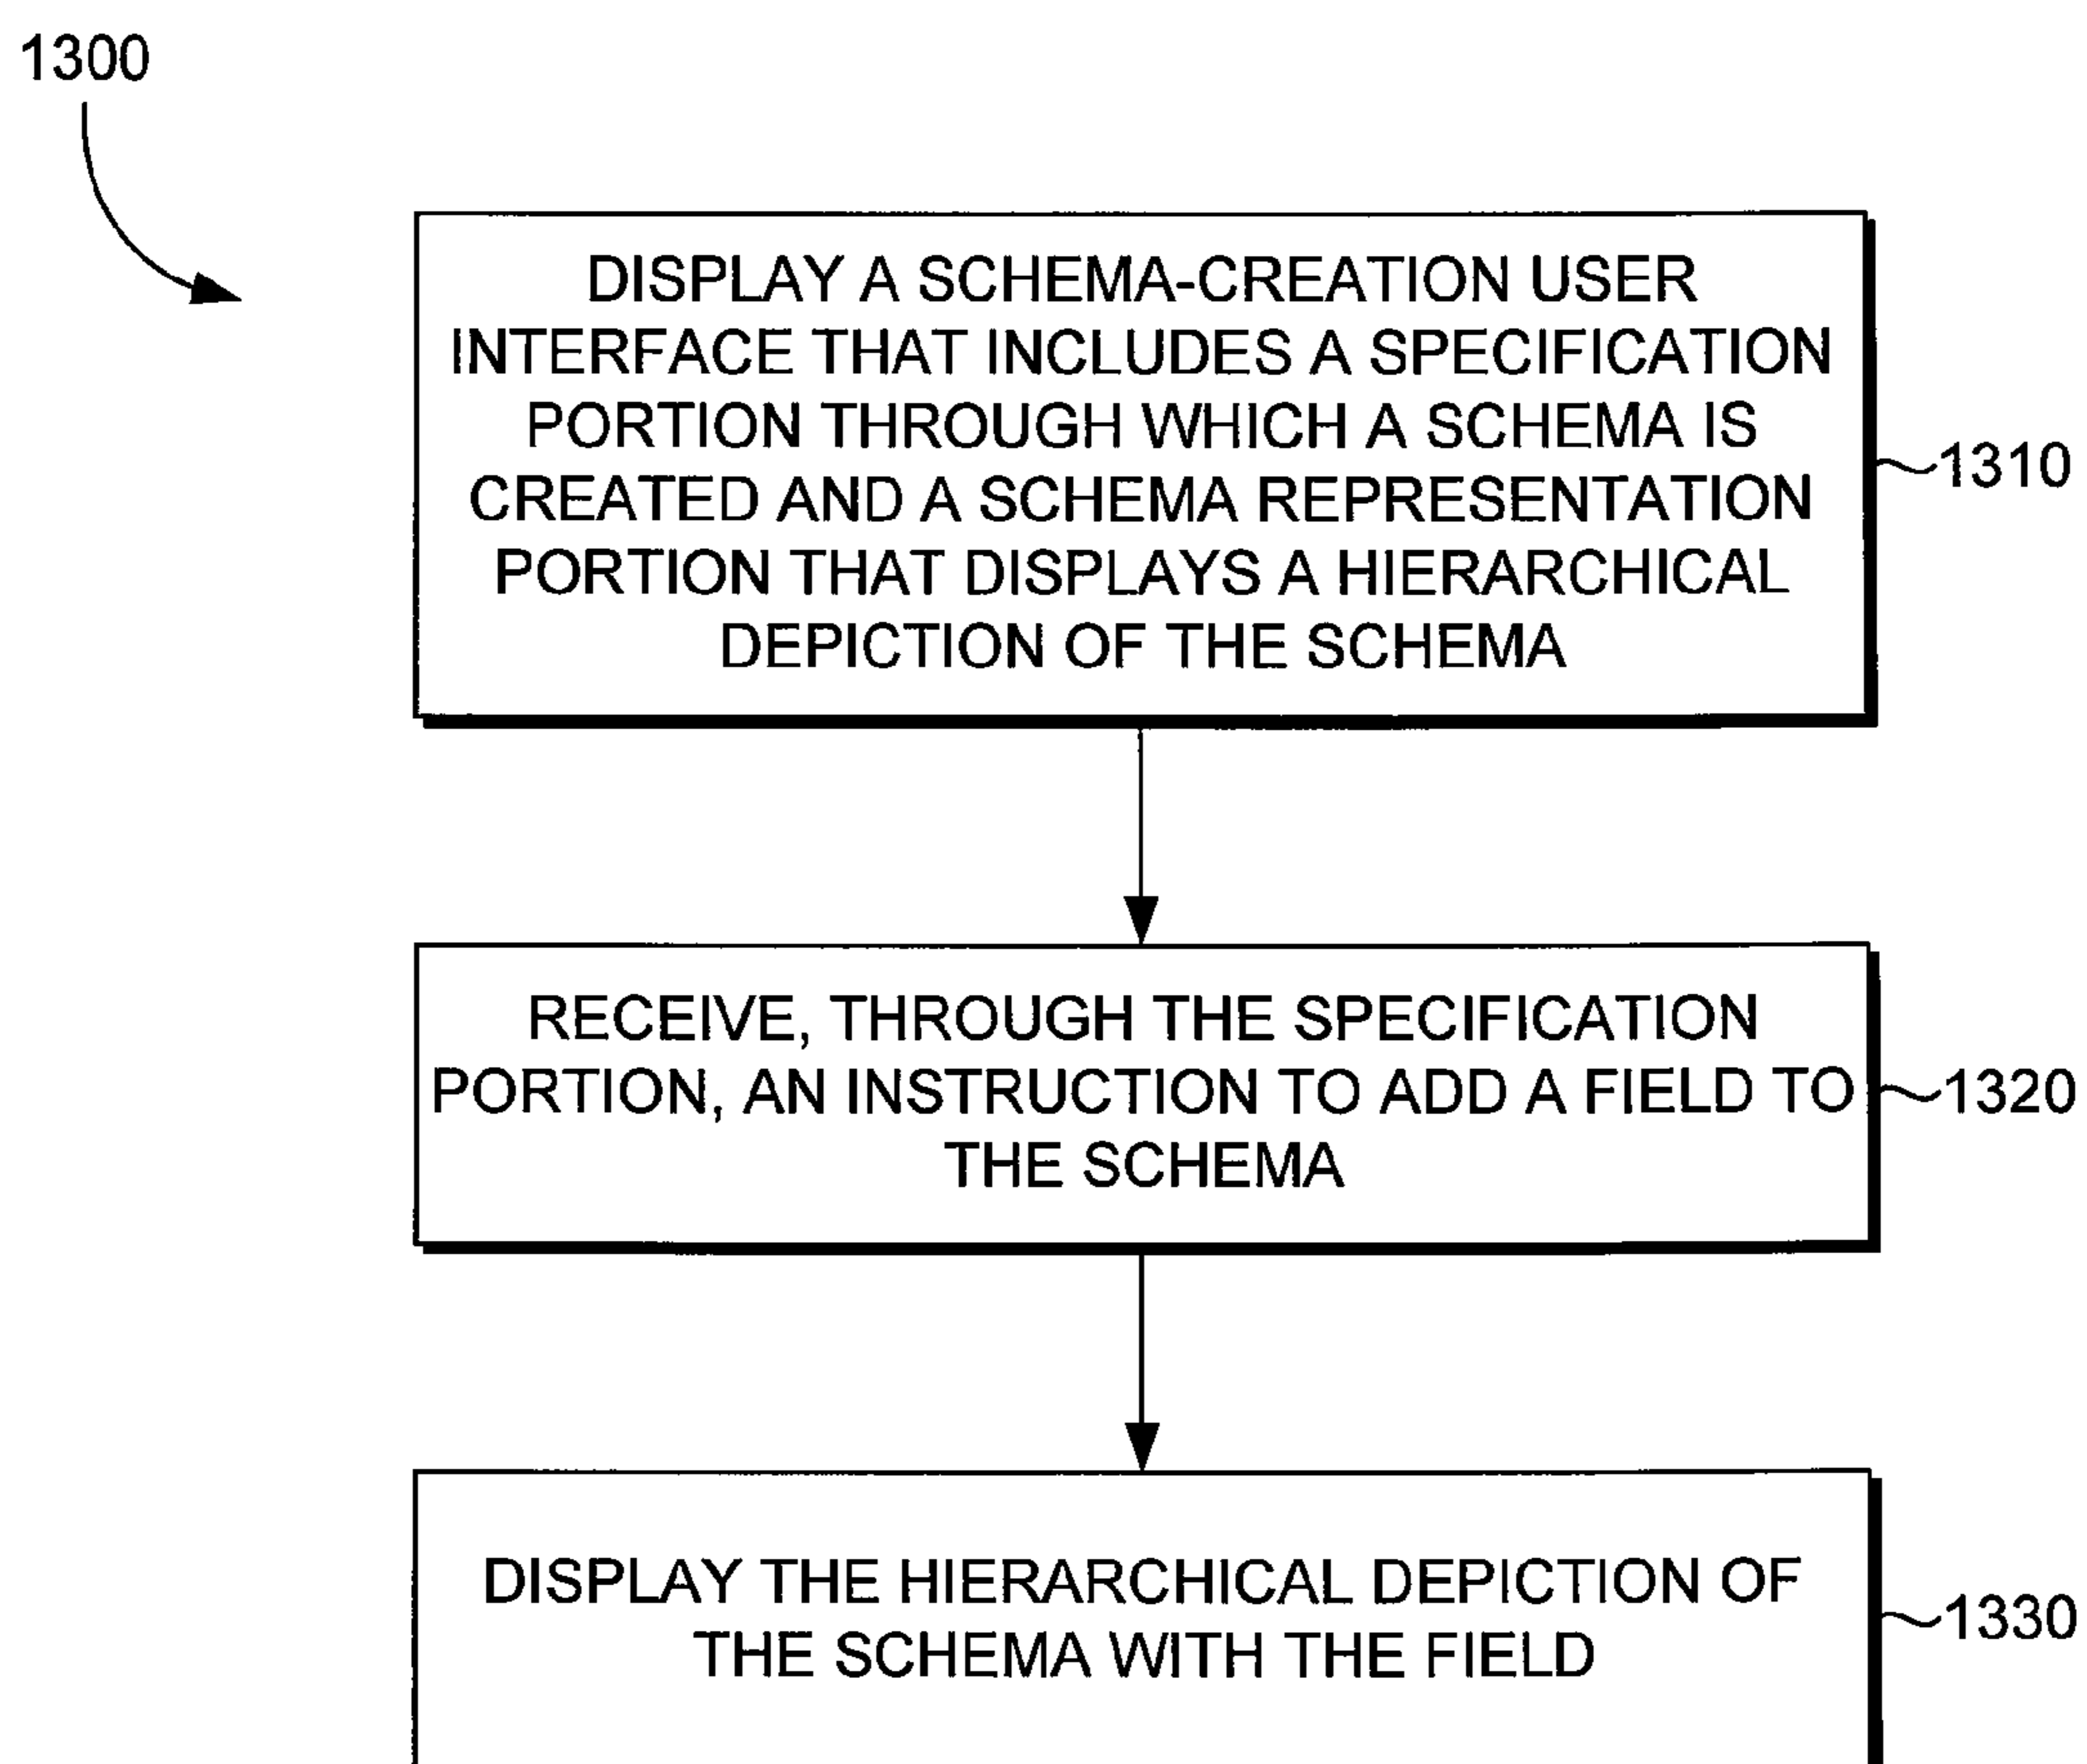 1300
DISPLAY A SCHEMA-CREATION USER
INTERFACE THAT INCLUDES A SPECIFICATION
PORTION THROUGH WHICH A SCHEMA IS
CREATED AND A SCHEMA REPRESENTATION
PORTION THAT DISPLAYS A HIERARCHICAL
DEPICTION OF THE SCHEMA
1310
RECEIVE, THROUGH THE SPECIFICATION
PORTION, AN INSTRUCTION TO ADD A FIELD TO
THE SCHEMA
1320
DISPLAY THE HIERARCHICAL DEPICTION OF
THE SCHEMA WITH THE FIELD
1330